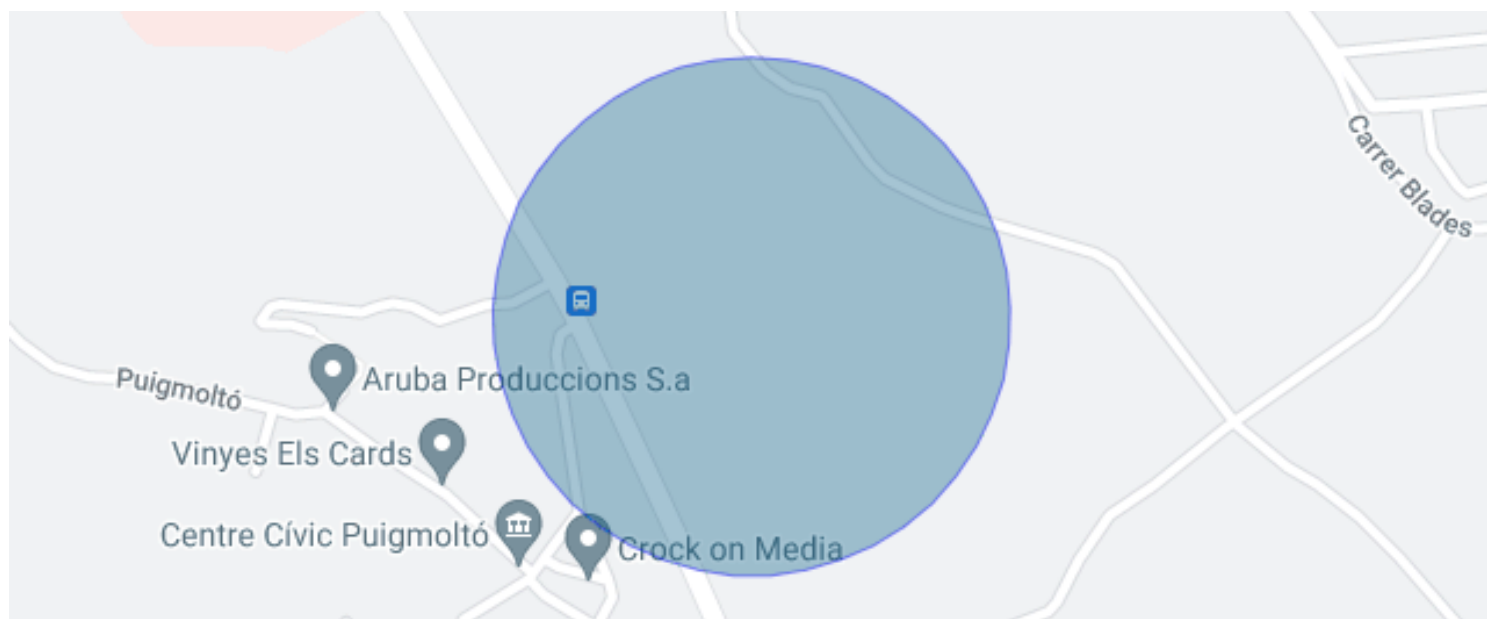 Carrer Blades
Puigmoltó
Aruba Produccions S.a
Vinyes Els Cards
Centre Cívic Puigmoltó
Crock on Media